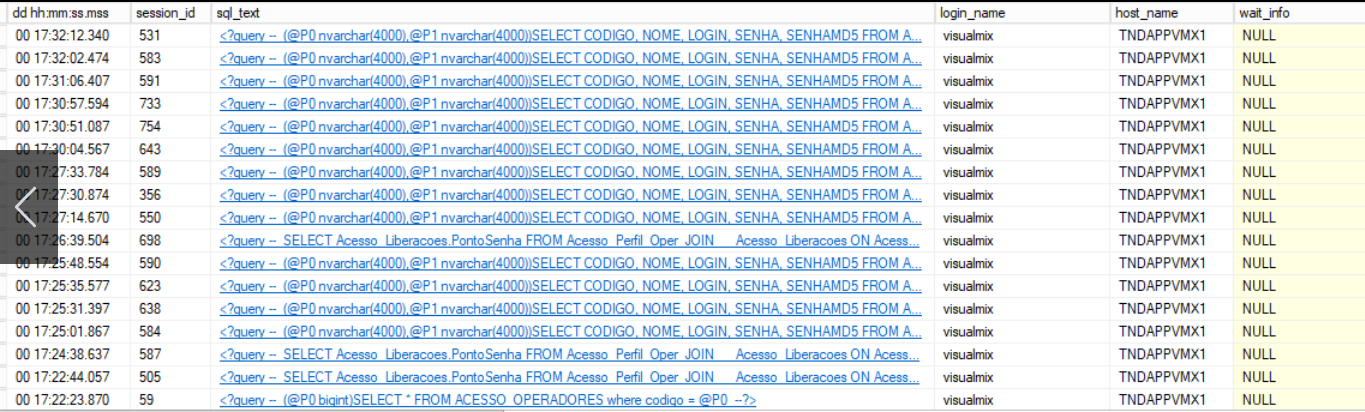 dd hh:mm:ss.mss session_id sql_text login_name host_name wait_info
00 17:32:12.340 531 <?query -- (@P0 nvarchar(4000),@P1 nvarchar(4000))SELECT CODIGO, NOME, LOGIN, SENHA, SENHAMD5 FROM A... visualmix TNDAPPVMX1 NULL
00 17:32:02.474 583 <?query -- (@P0 nvarchar(4000),@P1 nvarchar(4000))SELECT CODIGO, NOME, LOGIN, SENHA, SENHAMD5 FROM A... visualmix TNDAPPVMX1 NULL
00 17:31:06.407 591 <?query -- (@P0 nvarchar(4000),@P1 nvarchar(4000))SELECT CODIGO, NOME, LOGIN, SENHA, SENHAMD5 FROM A... visualmix TNDAPPVMX1 NULL
00 17:30:57.594 733 <?query -- (@P0 nvarchar(4000),@P1 nvarchar(4000))SELECT CODIGO, NOME, LOGIN, SENHA, SENHAMD5 FROM A... visualmix TNDAPPVMX1 NULL
00 17:30:51.087 754 <?query -- (@P0 nvarchar(4000),@P1 nvarchar(4000))SELECT CODIGO, NOME, LOGIN, SENHA, SENHAMD5 FROM A... visualmix TNDAPPVMX1 NULL
00 17:30:04.567 643 <?query -- (@P0 nvarchar(4000),@P1 nvarchar(4000))SELECT CODIGO, NOME, LOGIN, SENHA, SENHAMD5 FROM A... visualmix TNDAPPVMX1 NULL
00 17:27:33.784 589 <?query -- (@P0 nvarchar(4000),@P1 nvarchar(4000))SELECT CODIGO, NOME, LOGIN, SENHA, SENHAMD5 FROM A... visualmix TNDAPPVMX1 NULL
00 17:27:30.874 356 <?query -- (@P0 nvarchar(4000),@P1 nvarchar(4000))SELECT CODIGO, NOME, LOGIN, SENHA, SENHAMD5 FROM A... visualmix TNDAPPVMX1 NULL
00 17:27:14.670 550 <?query -- (@P0 nvarchar(4000),@P1 nvarchar(4000))SELECT CODIGO, NOME, LOGIN, SENHA, SENHAMD5 FROM A... visualmix TNDAPPVMX1 NULL
00 17:26:39.504 698 <?query -- SELECT Acesso_Liberacoes.PontoSenha FROM Acesso_Perfil_Oper JOIN Acesso_Liberacoes ON Acess... visualmix TNDAPPVMX1 NULL
00 17:25:48.554 590 <?query -- (@P0 nvarchar(4000),@P1 nvarchar(4000))SELECT CODIGO, NOME, LOGIN, SENHA, SENHAMD5 FROM A... visualmix TNDAPPVMX1 NULL
00 17:25:35.577 623 <?query -- (@P0 nvarchar(4000),@P1 nvarchar(4000))SELECT CODIGO, NOME, LOGIN, SENHA, SENHAMD5 FROM A... visualmix TNDAPPVMX1 NULL
00 17:25:31.397 638 <?query -- (@P0 nvarchar(4000),@P1 nvarchar(4000))SELECT CODIGO, NOME, LOGIN, SENHA, SENHAMD5 FROM A... visualmix TNDAPPVMX1 NULL
00 17:25:01.867 584 <?query -- (@P0 nvarchar(4000),@P1 nvarchar(4000))SELECT CODIGO, NOME, LOGIN, SENHA, SENHAMD5 FROM A... visualmix TNDAPPVMX1 NULL
00 17:24:38.637 587 <?query -- SELECT Acesso_Liberacoes.PontoSenha FROM Acesso_Perfil_Oper JOIN Acesso_Liberacoes ON Acess... visualmix TNDAPPVMX1 NULL
00 17:22:44.057 505 <?query -- SELECT Acesso_Liberacoes.PontoSenha FROM Acesso_Perfil_Oper JOIN Acesso_Liberacoes ON Acess... visualmix TNDAPPVMX1 NULL
00 17:22:23.870 59 <?query -- (@P0 bigint)SELECT * FROM ACESSO_OPERADORES where codigo = @P0 --?> visualmix TNDAPPVMX1 NULL